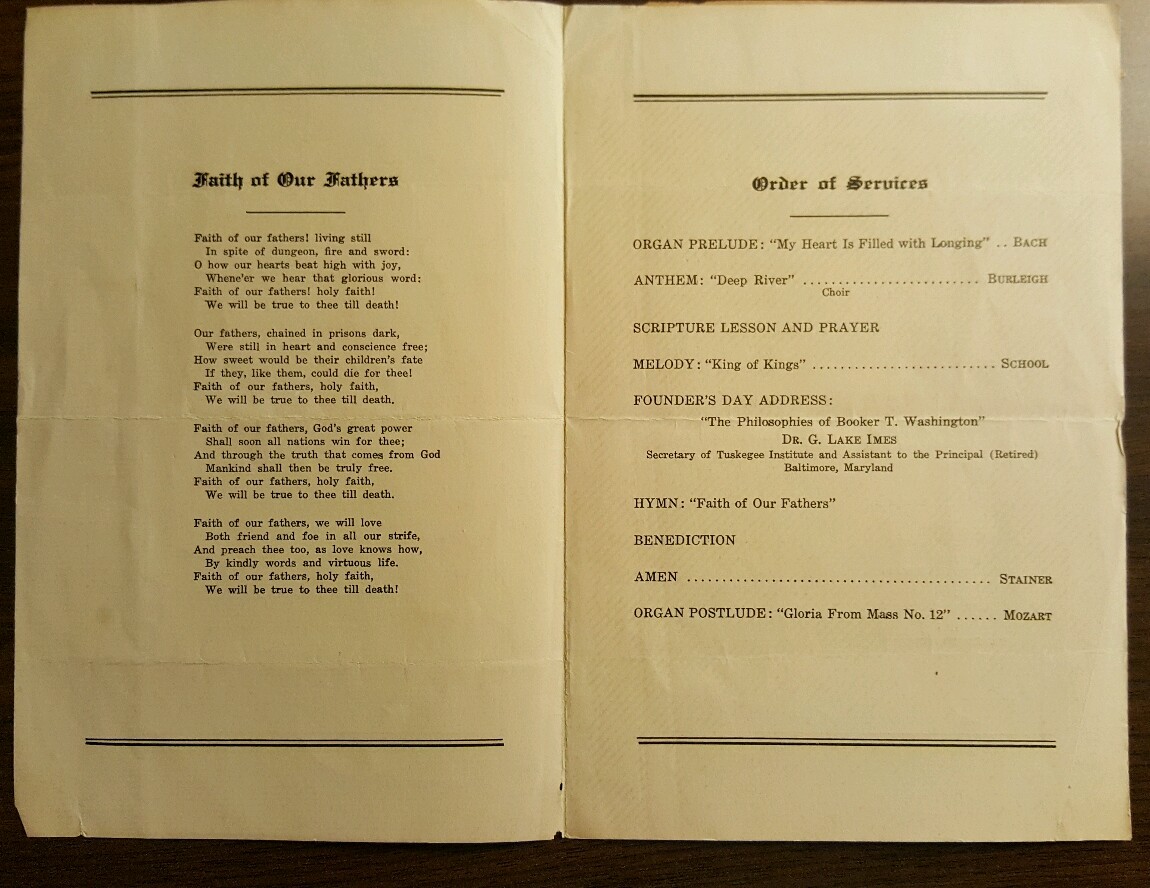 Faith of Our Fathers
Faith of our fathers! living still
In spite of dungeon, fire and sword:
O how our hearts beat high with joy,
Whene'er we hear that glorious word:
Faith of our fathers! holy faith!
We will be true to thee till death!
Our fathers, chained in prisons dark,
Were still in heart and conscience free;
How sweet would be their children's fate
If they, like them, could die for thee!
Faith of our fathers, holy faith,
We will be true to thee till death.
Faith of our fathers, God's great power
Shall soon all nations win for thee;
And through the truth that comes from God
Mankind shall then be truly free.
Faith of our fathers, holy faith,
We will be true to thee till death.
Faith of our fathers, we will love
Both friend and foe in all our strife,
And preach thee too, as love knows how,
By kindly words and virtuous life.
Faith of our fathers, holy faith,
We will be true to thee till death!
Order of Services
ORGAN PRELUDE: "My Heart Is Filled with Longing" .. BACH
ANTHEM: "Deep River" ......................... BURLEIGH
Choir
SCRIPTURE LESSON AND PRAYER
MELODY: "King of Kings" .......................... SCHOOL
FOUNDER'S DAY ADDRESS:
"The Philosophies of Booker T. Washington"
DR. G. LAKE IMES
Secretary of Tuskegee Institute and Assistant to the Principal (Retired)
Baltimore, Maryland
HYMN: "Faith of Our Fathers"
BENEDICTION
AMEN ........................................... STAINER
ORGAN POSTLUDE: "Gloria From Mass No. 12" ...... MOZART